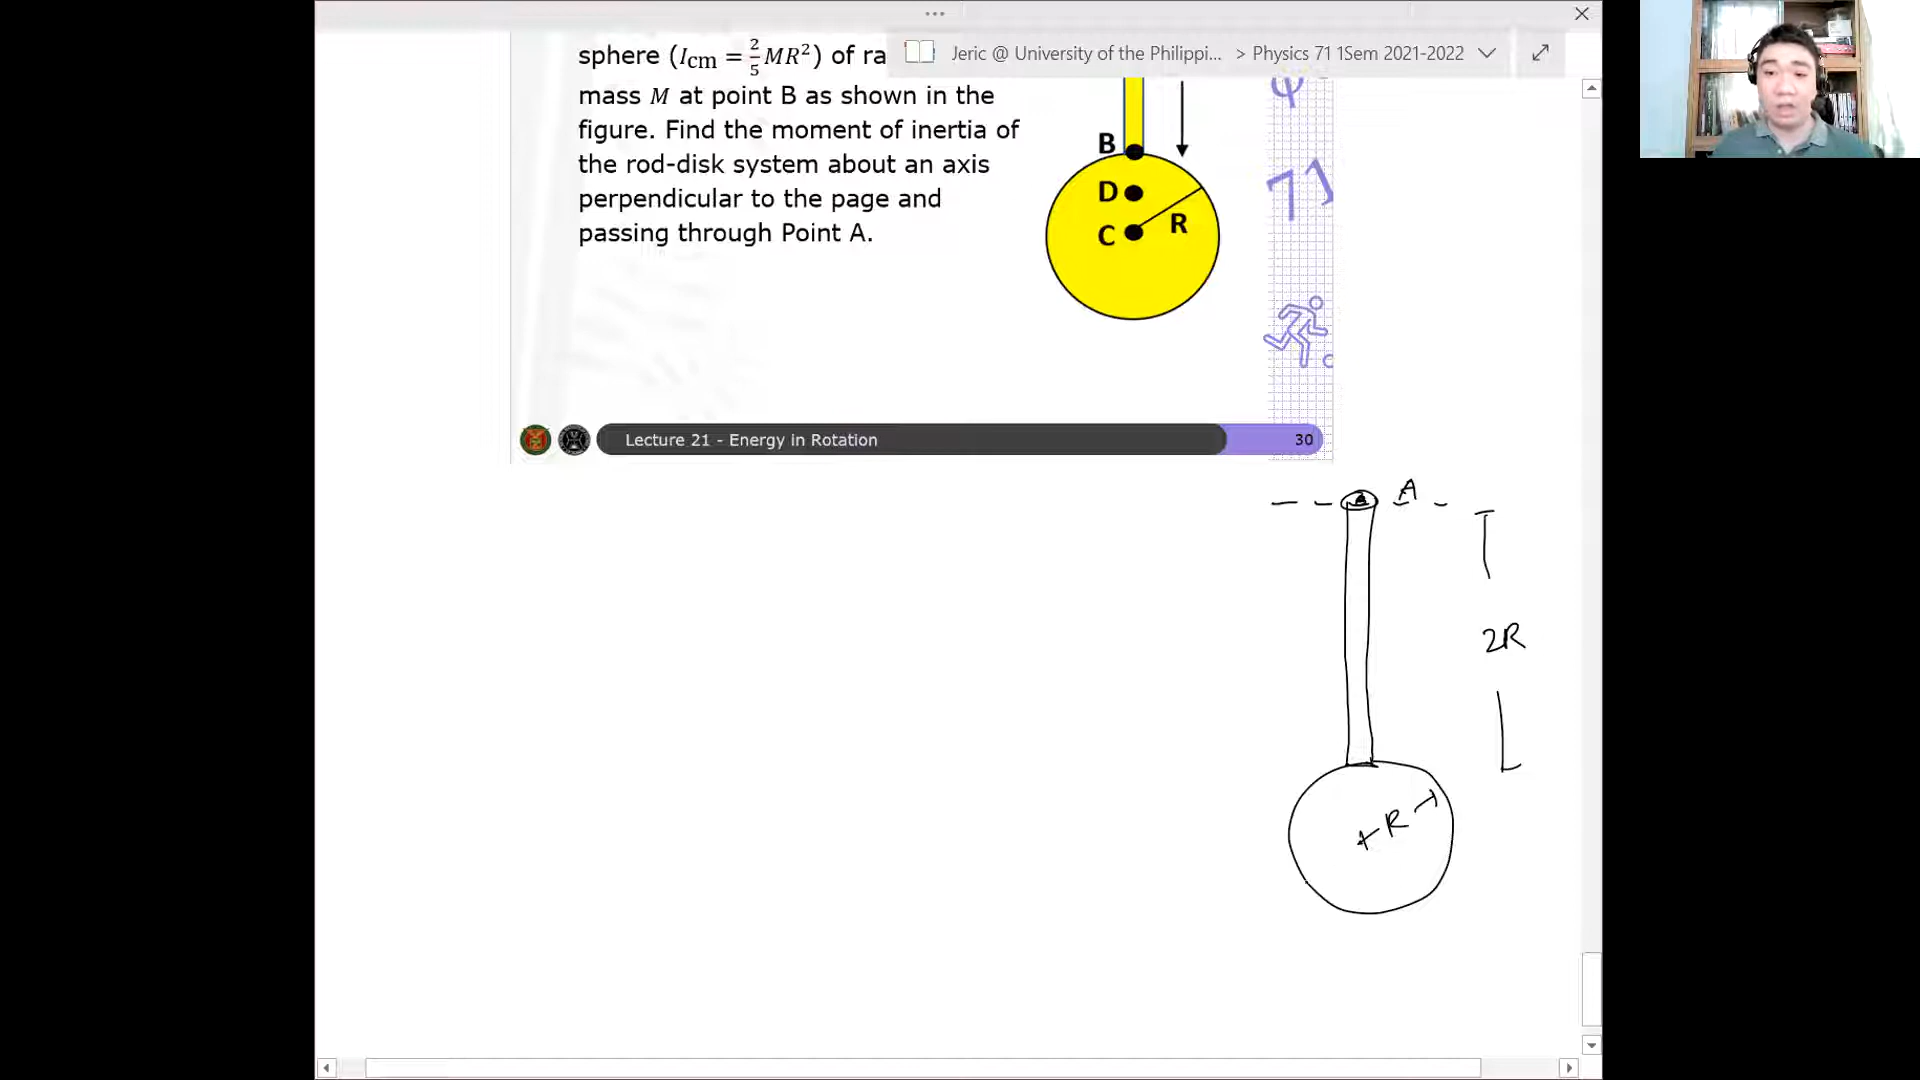 Jeric @ University of the Philippi... > Physics 71 1Sem 2021-2022
sphere (I_cm = 2/5 MR²) of ra
mass M at point B as shown in the
figure. Find the moment of inertia of
the rod-disk system about an axis
perpendicular to the page and
passing through Point A.
B
D
C
R
71
Lecture 21 - Energy in Rotation
30
A
2R
R